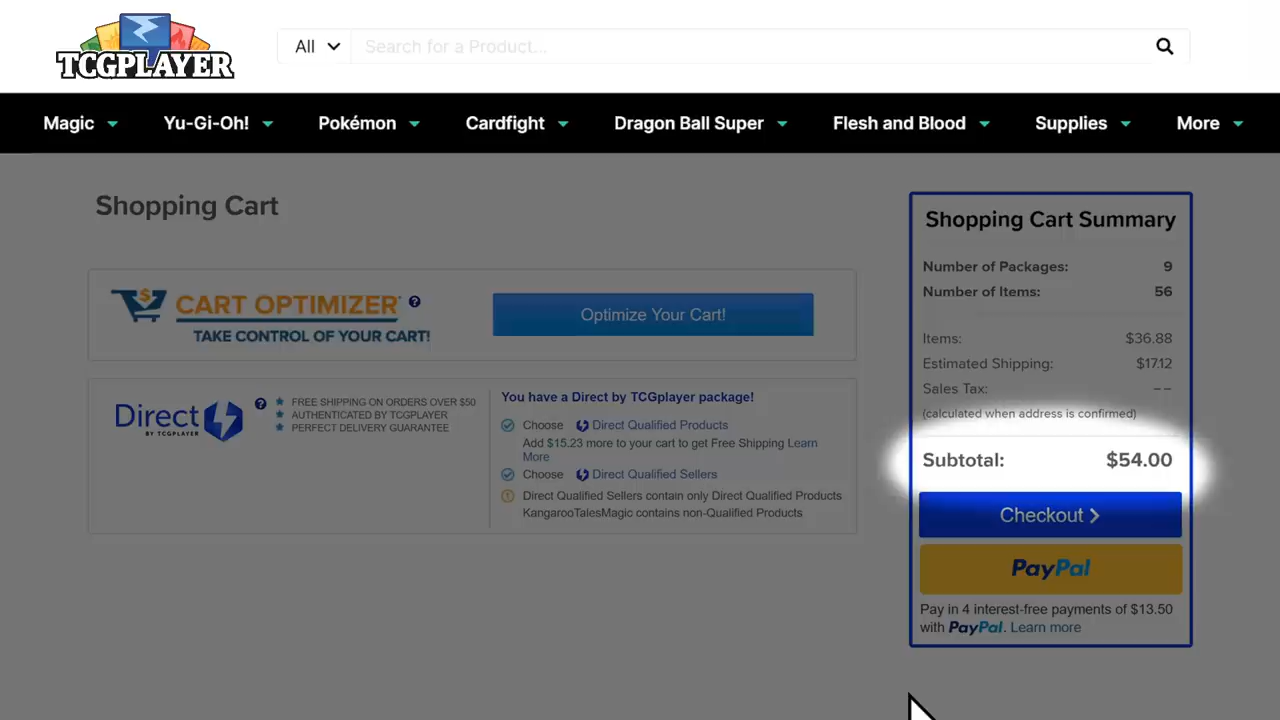 TCGPLAYER
All
Search for a Product...
Magic
Yu-Gi-Oh!
Pokémon
Cardfight
Dragon Ball Super
Flesh and Blood
Supplies
More
Shopping Cart
CART OPTIMIZER
TAKE CONTROL OF YOUR CART!
Optimize Your Cart!
Direct
BY TCGPLAYER
FREE SHIPPING ON ORDERS OVER $50
AUTHENTICATED BY TCGPLAYER
PERFECT DELIVERY GUARANTEE
You have a Direct by TCGplayer package!
Choose Direct Qualified Products
Add $15.23 more to your cart to get Free Shipping Learn
More
Choose Direct Qualified Sellers
Direct Qualified Sellers contain only Direct Qualified Products
KangarooTalesMagic contains non-Qualified Products
Shopping Cart Summary
Number of Packages: 9
Number of Items: 56
Items: $36.88
Estimated Shipping: $17.12
Sales Tax: – –
(calculated when address is confirmed)
Subtotal: $54.00
Checkout
PayPal
Pay in 4 interest-free payments of $13.50
with PayPal. Learn more